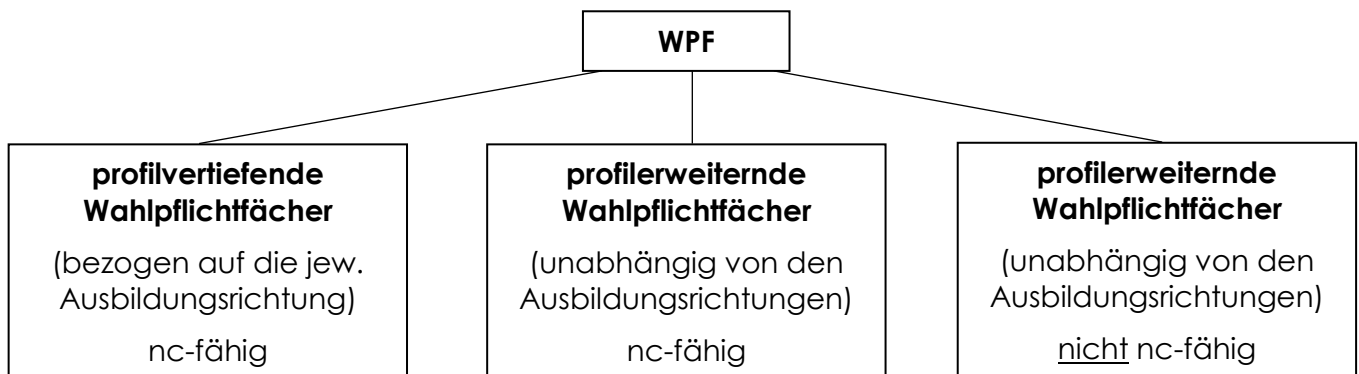 WPF
profilvertiefende
Wahlpflichtfächer
(bezogen auf die jew.
Ausbildungsrichtung)
nc-fähig
profilerweiternde
Wahlpflichtfächer
(unabhängig von den
Ausbildungsrichtungen)
nc-fähig
profilerweiternde
Wahlpflichtfächer
(unabhängig von den
Ausbildungsrichtungen)
nicht nc-fähig